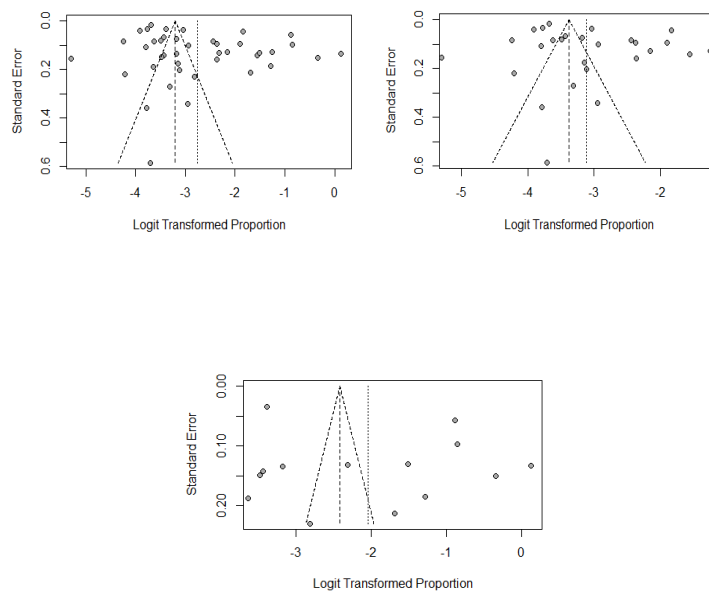 0.0
0.2
0.4
0.6
Standard Error
-5 -4 -3 -2 -1 0
Logit Transformed Proportion
0.0
0.2
0.4
0.6
Standard Error
-5 -4 -3 -2
Logit Transformed Proportion
0.00
0.10
0.20
Standard Error
-3 -2 -1 0
Logit Transformed Proportion